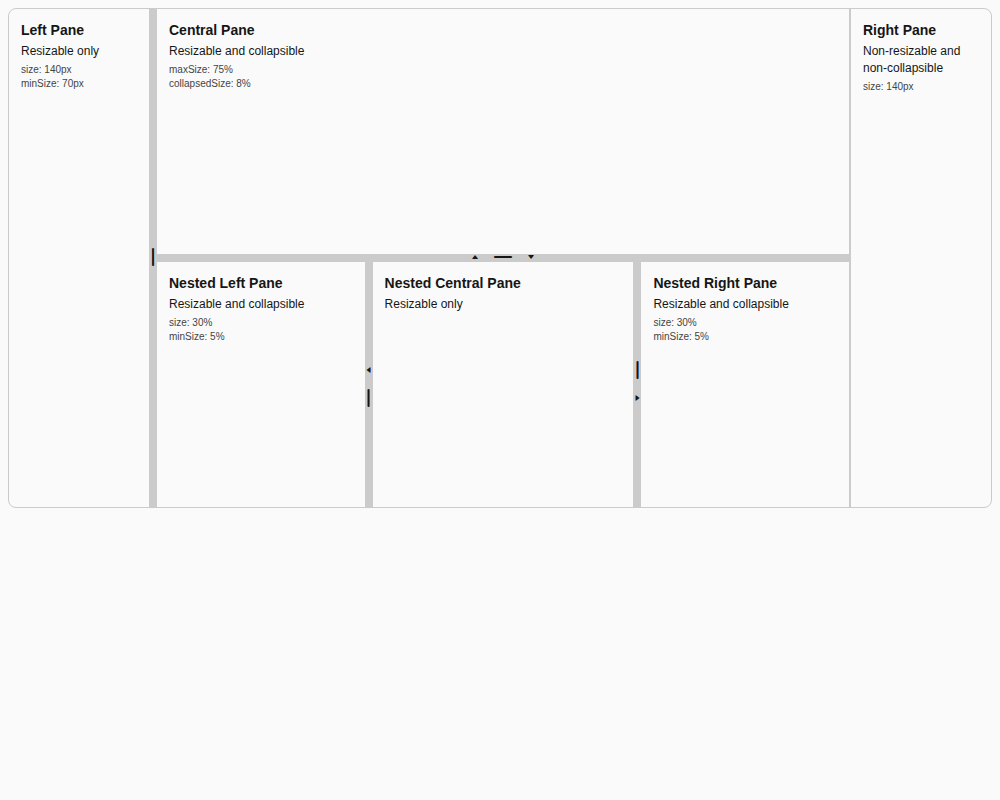 Left Pane
Resizable only
size: 140px
minSize: 70px
Central Pane
Resizable and collapsible
maxSize: 75%
collapsedSize: 8%
Right Pane
Non-resizable and
non-collapsible
size: 140px
Nested Left Pane
Resizable and collapsible
size: 30%
minSize: 5%
Nested Central Pane
Resizable only
Nested Right Pane
Resizable and collapsible
size: 30%
minSize: 5%